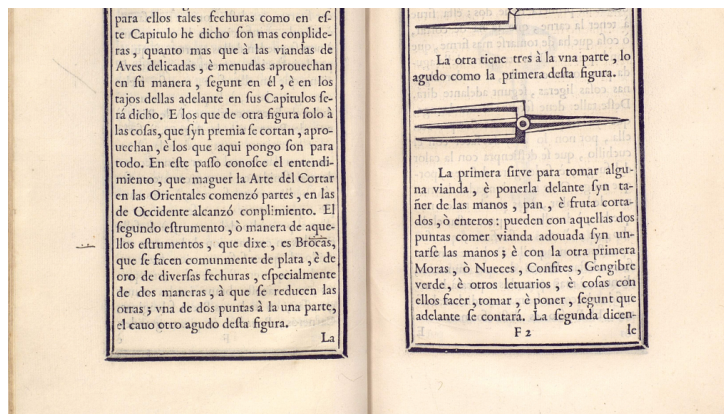 para ellos tales fechuras como en eſ-
te Capitulo he dicho ſon mas complide-
ras, quanto mas que à las viandas de
Aves delicadas, è menudas aprouechan
en ſu manera, ſegunt en él, è en los
tajos dellas adelante en ſus Capitulos ſe-
rá dicho. E los que de otra figura ſolo à
las coſas, que ſyn premia ſe cortan, apro-
uechan, è los que aqui pongo ſon para
todo. En eſte paſſo conoſce el entendi-
miento, que maguer la Arte del Cortar
en las Orientales comenzó partes, en las
de Occidente alcanzó conplimiento. El
ſegundo eſtrumento, ò manera de aque-
llos eſtrumentos, que dixe, es Brocas,
que ſe facen comunmente de plata, è de
oro de diverſas fechuras, eſpecialmente
de dos maneras, à que ſe reducen las
otras; vna de dos puntas à la una parte,
el cauo otro agudo deſta figura.
La
La otra tiene tres à la vna parte, lo
agudo como la primera deſta figura.
La primera ſirve para tomar algu-
na vianda, è ponerla delante ſyn ta-
ñer de las manos, pan, è fruta corta-
dos, ò enteros: pueden con aquellas dos
puntas comer vianda adouada ſyn un-
tarſe las manos; è con la otra primera
Moras, ò Nueces, Confites, Gengibre
verde, è otros letuarios, è coſas con
ellos facer, tomar, è poner, ſegunt que
adelante ſe contará. La ſegunda dicen-
F 2 le